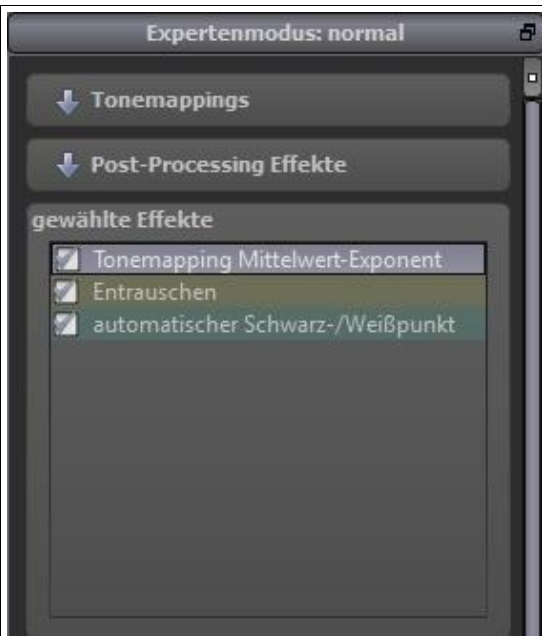 Expertenmodus: normal
Tonemappings
Post-Processing Effekte
gewählte Effekte
Tonemapping Mittelwert-Exponent
Entrauschen
automatischer Schwarz-/Weißpunkt